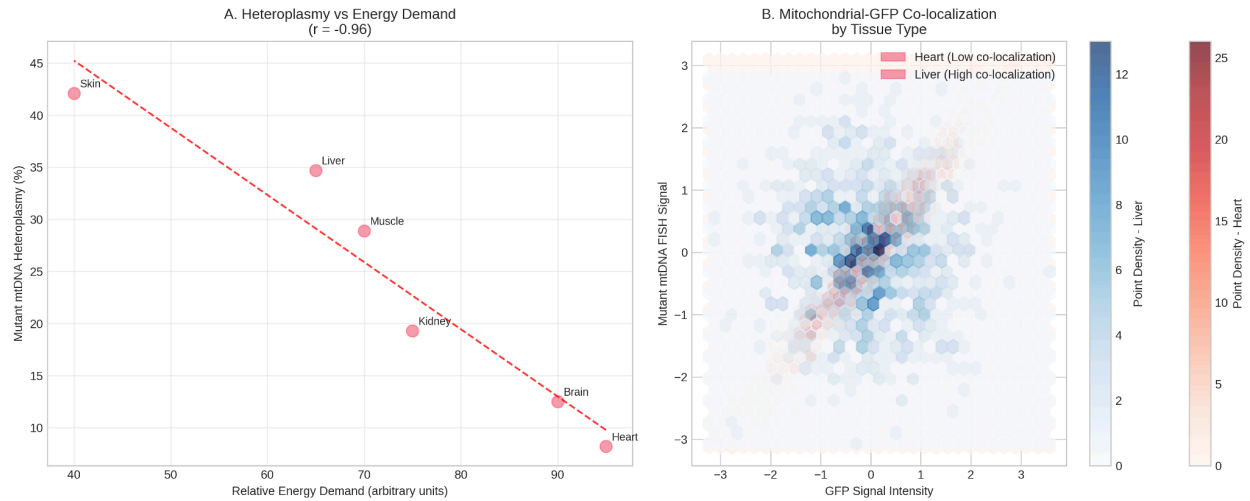 A. Heteroplasmy vs Energy Demand
(r = -0.96)
Mutant mtDNA Heteroplasmy (%)
45
40
35
30
25
20
15
10
Skin
Liver
Muscle
Kidney
Brain
Heart
40
50
60
70
80
90
Relative Energy Demand (arbitrary units)
B. Mitochondrial-GFP Co-localization
by Tissue Type
Mutant mtDNA FISH Signal
3
2
1
0
−1
−2
−3
Heart (Low co-localization)
Liver (High co-localization)
−3
−2
−1
0
1
2
3
GFP Signal Intensity
12
10
8
6
4
2
0
Point Density - Liver
25
20
15
10
5
0
Point Density - Heart